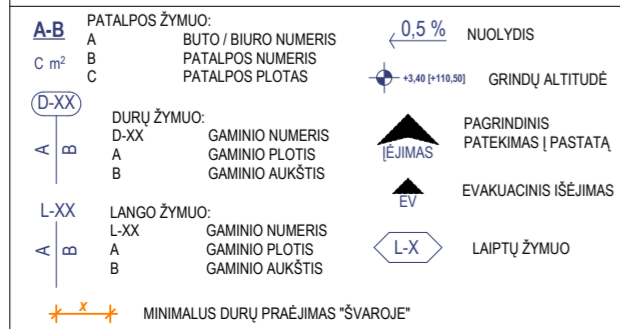 A-B
C m²
PATALPOS ŽYMUO:
A BUTO / BIURO NUMERIS
B PATALPOS NUMERIS
C PATALPOS PLOTAS
D-XX
A B
DURŲ ŽYMUO:
D-XX GAMINIO NUMERIS
A GAMINIO PLOTIS
B GAMINIO AUKŠTIS
L-XX
A B
LANGO ŽYMUO:
L-XX GAMINIO NUMERIS
A GAMINIO PLOTIS
B GAMINIO AUKŠTIS
x MINIMALUS DURŲ PRAĖJIMAS "ŠVAROJE"
0,5 % NUOLYDIS
+3,40 [+110,50] GRINDŲ ALTITUDĖ
ĮĖJIMAS
PAGRINDINIS
PATEKIMAS Į PASTATĄ
EV EVAKUACINIS IŠĖJIMAS
L-X LAIPTŲ ŽYMUO